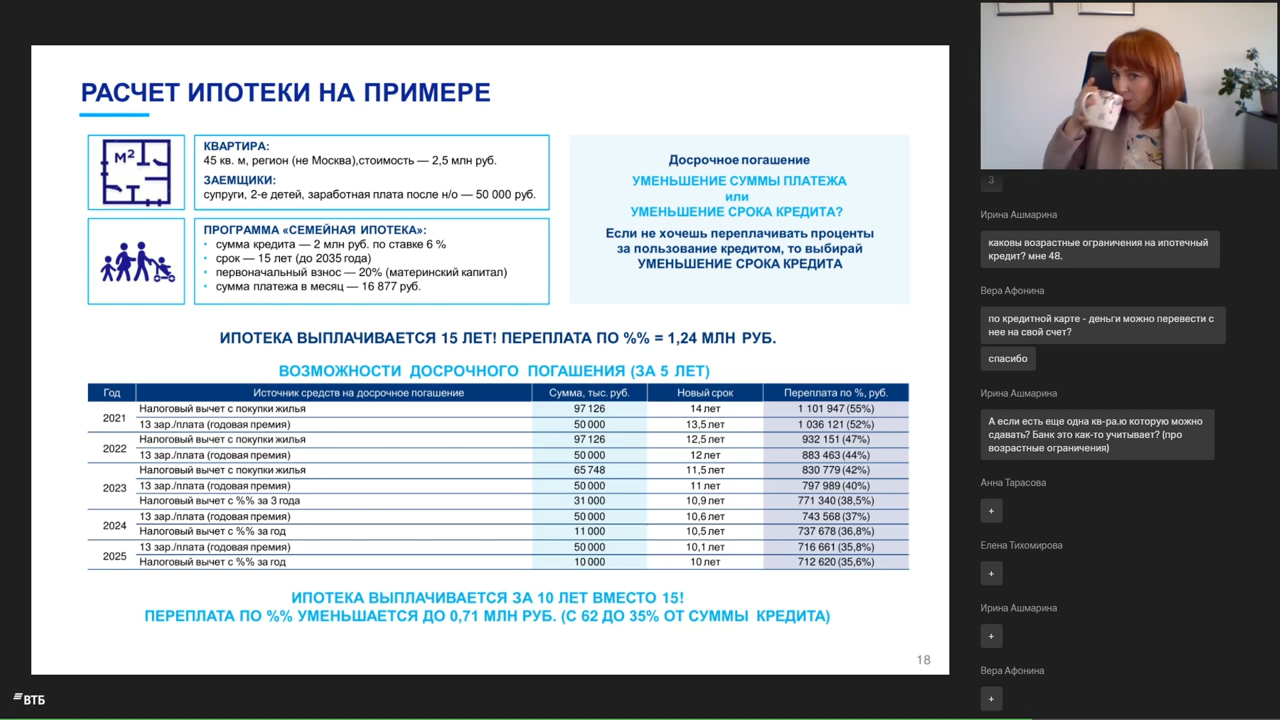 РАСЧЕТ ИПОТЕКИ НА ПРИМЕРЕ
М²
КВАРТИРА:
45 кв. м, регион (не Москва),стоимость — 2,5 млн руб.
ЗАЕМЩИКИ:
супруги, 2-е детей, заработная плата после н/о — 50 000 руб.
ПРОГРАММА «СЕМЕЙНАЯ ИПОТЕКА»:
• сумма кредита — 2 млн руб. по ставке 6 %
• срок — 15 лет (до 2035 года)
• первоначальный взнос — 20% (материнский капитал)
• сумма платежа в месяц — 16 877 руб.
Досрочное погашение
УМЕНЬШЕНИЕ СУММЫ ПЛАТЕЖА
или
УМЕНЬШЕНИЕ СРОКА КРЕДИТА?
Если не хочешь переплачивать проценты
за пользование кредитом, то выбирай
УМЕНЬШЕНИЕ СРОКА КРЕДИТА
ИПОТЕКА ВЫПЛАЧИВАЕТСЯ 15 ЛЕТ! ПЕРЕПЛАТА ПО %% = 1,24 МЛН РУБ.
ВОЗМОЖНОСТИ ДОСРОЧНОГО ПОГАШЕНИЯ (ЗА 5 ЛЕТ)
Год Источник средств на досрочное погашение Сумма, тыс. руб. Новый срок Переплата по %, руб.
2021 Налоговый вычет с покупки жилья 97 126 14 лет 1 101 947 (55%)
13 зар./плата (годовая премия) 50 000 13,5 лет 1 036 121 (52%)
2022 Налоговый вычет с покупки жилья 97 126 12,5 лет 932 151 (47%)
13 зар./плата (годовая премия) 50 000 12 лет 883 463 (44%)
2023 Налоговый вычет с покупки жилья 65 748 11,5 лет 830 779 (42%)
13 зар./плата (годовая премия) 50 000 11 лет 797 989 (40%)
Налоговый вычет с %% за 3 года 31 000 10,9 лет 771 340 (38,5%)
2024 13 зар./плата (годовая премия) 50 000 10,6 лет 743 568 (37%)
Налоговый вычет с %% за год 11 000 10,5 лет 737 678 (36,8%)
2025 13 зар./плата (годовая премия) 50 000 10,1 лет 716 661 (35,8%)
Налоговый вычет с %% за год 10 000 10 лет 712 620 (35,6%)
ИПОТЕКА ВЫПЛАЧИВАЕТСЯ ЗА 10 ЛЕТ ВМЕСТО 15!
ПЕРЕПЛАТА ПО %% УМЕНЬШАЕТСЯ ДО 0,71 МЛН РУБ. (С 62 ДО 35% ОТ СУММЫ КРЕДИТА)
18
ВТБ
3
Ирина Ашмарина
каковы возрастные ограничения на ипотечный
кредит? мне 48.
Вера Афонина
по кредитной карте - деньги можно перевести с
нее на свой счет?
спасибо
Ирина Ашмарина
А если есть еще одна кв-ра.ю которую можно
сдавать? Банк это как-то учитывает? (про
возрастные ограничения)
Анна Тарасова
+
Елена Тихомирова
+
Ирина Ашмарина
+
Вера Афонина
+